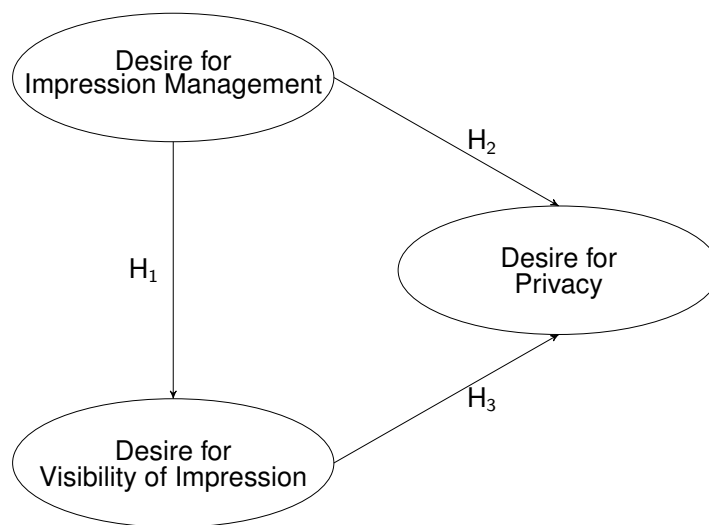 Desire for
Impression Management
H₂
Desire for
Privacy
H₁
H₃
Desire for
Visibility of Impression